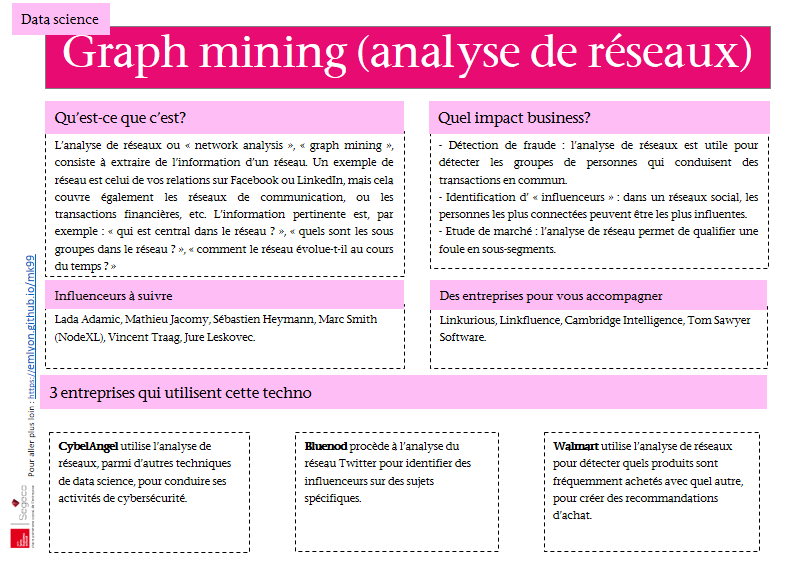 Data science
Graph mining (analyse de réseaux)
Qu'est-ce que c'est?
L'analyse de réseaux ou « network analysis », « graph mining »,
consiste à extraire de l'information d'un réseau. Un exemple de
réseau est celui de vos relations sur Facebook ou LinkedIn, mais cela
couvre également les réseaux de communication, ou les
transactions financières, etc. L'information pertinente est, par
exemple : « qui est central dans le réseau ? », « quels sont les sous
groupes dans le réseau ? », « comment le réseau évolue-t-il au cours
du temps ? »
Quel impact business?
- Détection de fraude : l'analyse de réseaux est utile pour
détecter les groupes de personnes qui conduisent des
transactions en commun.
- Identification d' « influenceurs » : dans un réseaux social, les
personnes les plus connectées peuvent être les plus influentes.
- Etude de marché : l'analyse de réseau permet de qualifier une
foule en sous-segments.
Influenceurs à suivre
Lada Adamic, Mathieu Jacomy, Sébastien Heymann, Marc Smith
(NodeXL), Vincent Traag, Jure Leskovec.
Des entreprises pour vous accompagner
Linkurious, Linkfluence, Cambridge Intelligence, Tom Sawyer
Software.
3 entreprises qui utilisent cette techno
CybelAngel utilise l'analyse de
réseaux, parmi d'autres techniques
de data science, pour conduire ses
activités de cybersécurité.
Bluenod procède à l'analyse du
réseau Twitter pour identifier des
influenceurs sur des sujets
spécifiques.
Walmart utilise l'analyse de réseaux
pour détecter quels produits sont
fréquemment achetés avec quel autre,
pour créer des recommandations
d'achat.
Pour aller plus loin : https://emlyon.github.io/mk99
Segeco